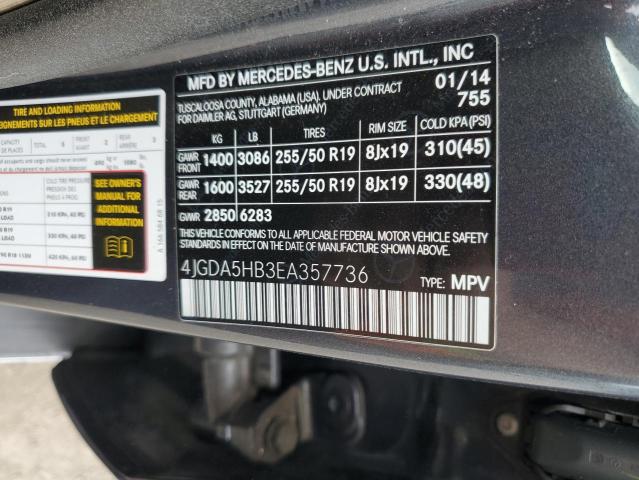 TIRE AND LOADING INFORMATION
SEE OWNER'S
MANUAL FOR
ADDITIONAL
INFORMATION
MFD BY MERCEDES-BENZ U.S. INTL., INC
TUSCALOOSA COUNTY, ALABAMA (USA), UNDER CONTRACT 01/14
FOR DAIMLER AG, STUTTGART (GERMANY) 755
KG LB TIRES RIM SIZE COLD KPA(PSI)
GAWR FRONT 1400 3086 255/50 R19 8Jx19 310(45)
GAWR REAR 1600 3527 255/50 R19 8Jx19 330(48)
GVWR 2850 6283
THIS VEHICLE CONFORMS TO ALL APPLICABLE FEDERAL MOTOR VEHICLE SAFETY STANDARDS
IN EFFECT ON THE DATE OF MANUFACTURE SHOWN ABOVE.
4JGDA5HB3EA357736 TYPE: MPV